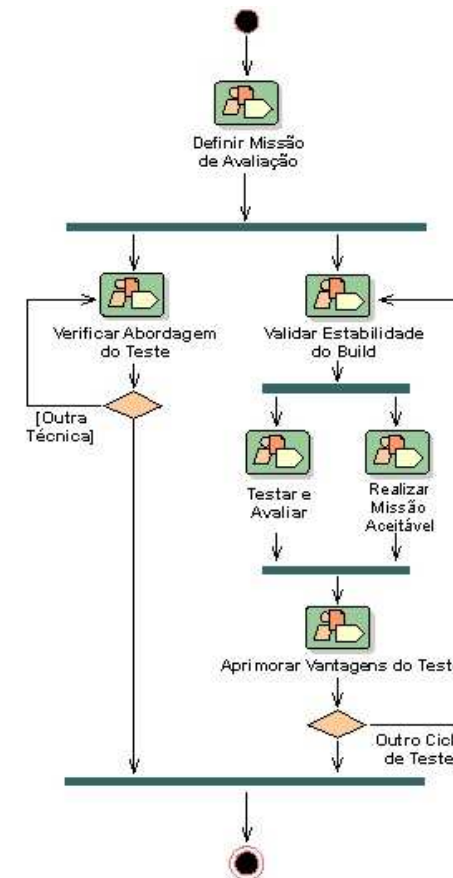 Definir Missão
de Avaliação
Verificar Abordagem
do Teste
Validar Estabilidade
do Build
[Outra
Técnica]
Testar e
Avaliar
Realizar
Missão
Aceitável
Aprimorar Vantagens do Test
Outro Cicl
de Teste